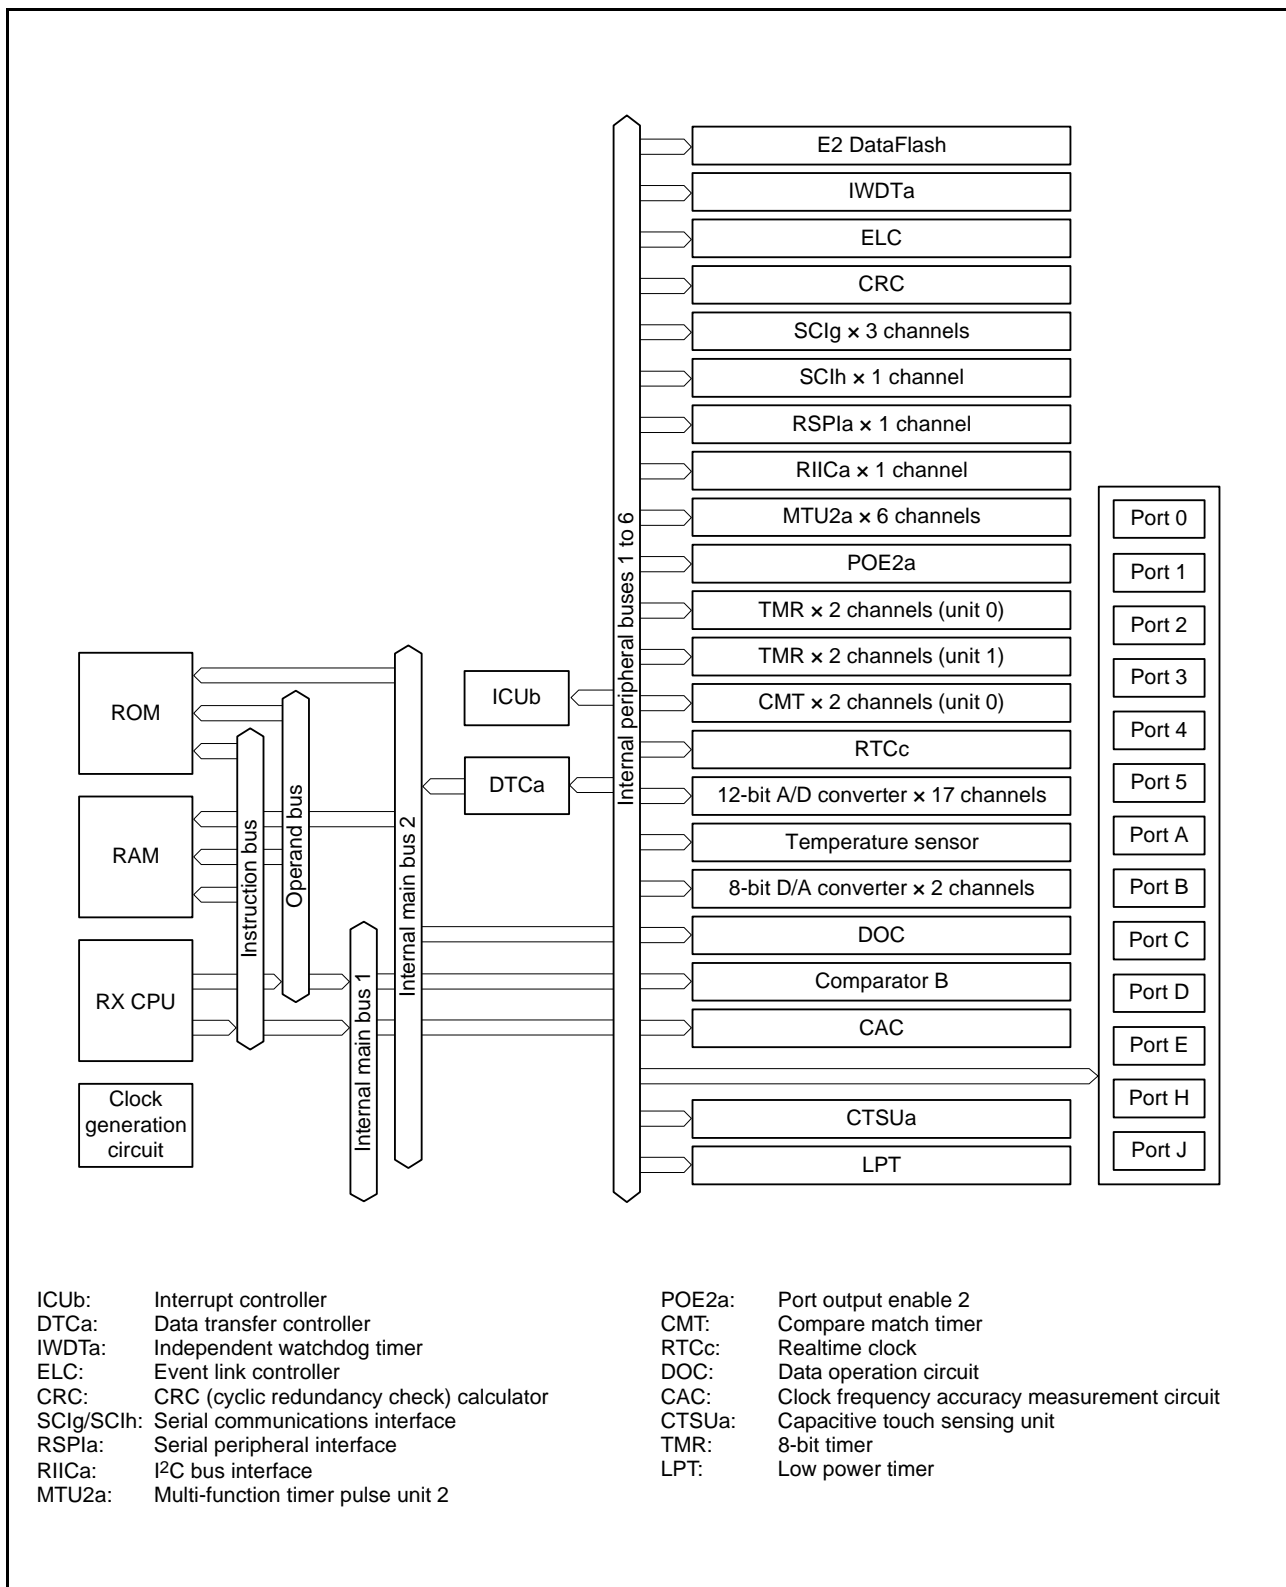 E2 DataFlash
IWDTa
ELC
CRC
SCIg × 3 channels
SCIh × 1 channel
RSPIa × 1 channel
RIICa × 1 channel
MTU2a × 6 channels
POE2a
TMR × 2 channels (unit 0)
TMR × 2 channels (unit 1)
CMT × 2 channels (unit 0)
RTCc
12-bit A/D converter × 17 channels
Temperature sensor
8-bit D/A converter × 2 channels
DOC
Comparator B
CAC
CTSUa
LPT
Port 0
Port 1
Port 2
Port 3
Port 4
Port 5
Port A
Port B
Port C
Port D
Port E
Port H
Port J
Internal peripheral buses 1 to 6
ICUb
DTCa
ROM
RAM
RX CPU
Clock
generation
circuit
Instruction bus
Operand bus
Internal main bus 1
Internal main bus 2
ICUb: Interrupt controller
DTCa: Data transfer controller
IWDTa: Independent watchdog timer
ELC: Event link controller
CRC: CRC (cyclic redundancy check) calculator
SCIg/SCIh: Serial communications interface
RSPIa: Serial peripheral interface
RIICa: I2C bus interface
MTU2a: Multi-function timer pulse unit 2
POE2a: Port output enable 2
CMT: Compare match timer
RTCc: Realtime clock
DOC: Data operation circuit
CAC: Clock frequency accuracy measurement circuit
CTSUa: Capacitive touch sensing unit
TMR: 8-bit timer
LPT: Low power timer